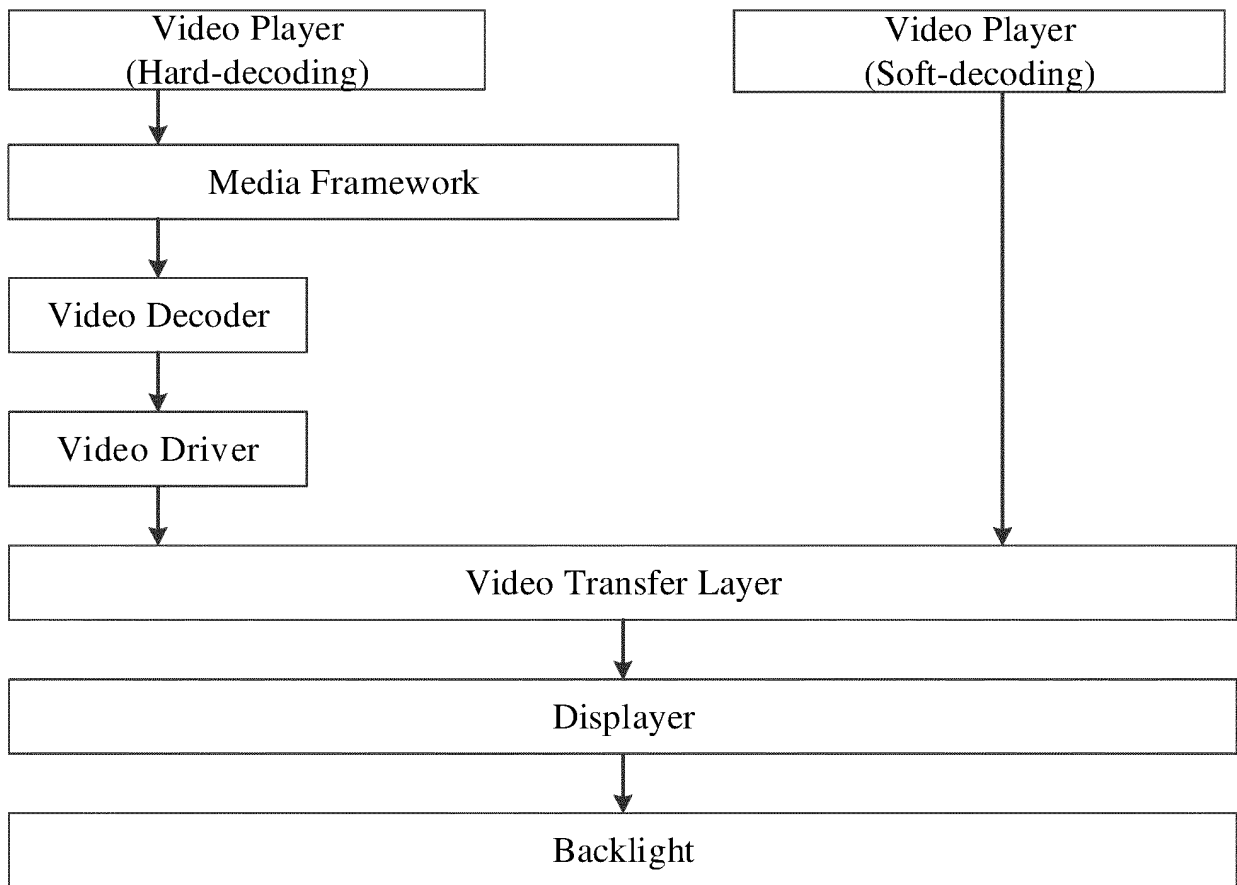 Video Player
(Hard-decoding)
Video Player
(Soft-decoding)
Media Framework
Video Decoder
Video Driver
Video Transfer Layer
Displayer
Backlight